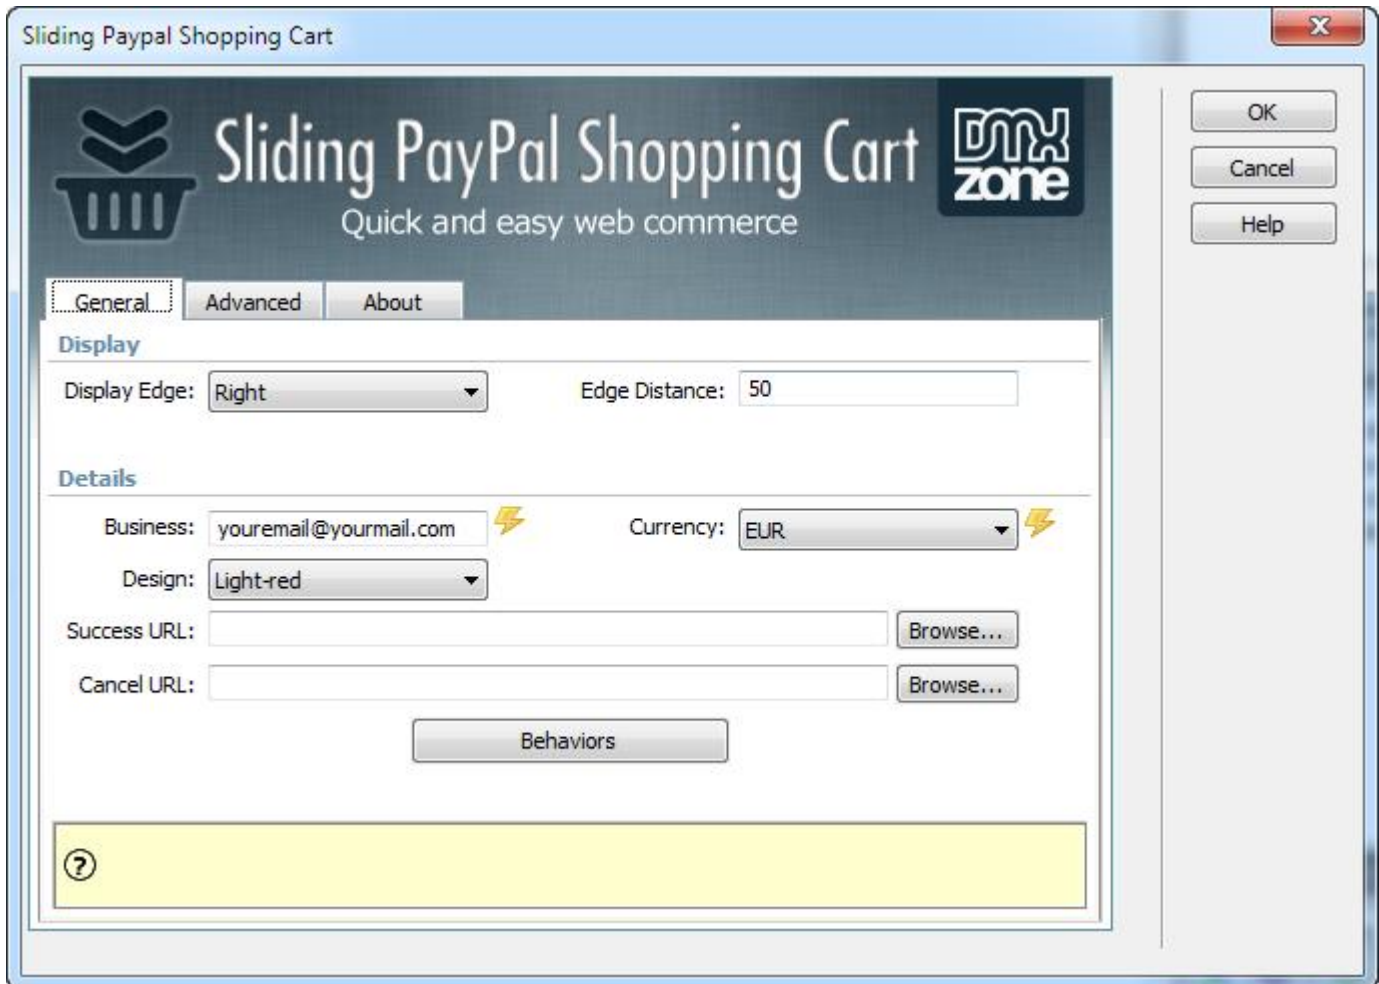 Sliding Paypal Shopping Cart
X
Sliding PayPal Shopping Cart
DMX
zone
Quick and easy web commerce
OK
Cancel
Help
General
Advanced
About
Display
Display Edge: Right
Edge Distance: 50
Details
Business: youremail@yourmail.com
Currency: EUR
Design: Light-red
Success URL:
Browse...
Cancel URL:
Browse...
Behaviors
?